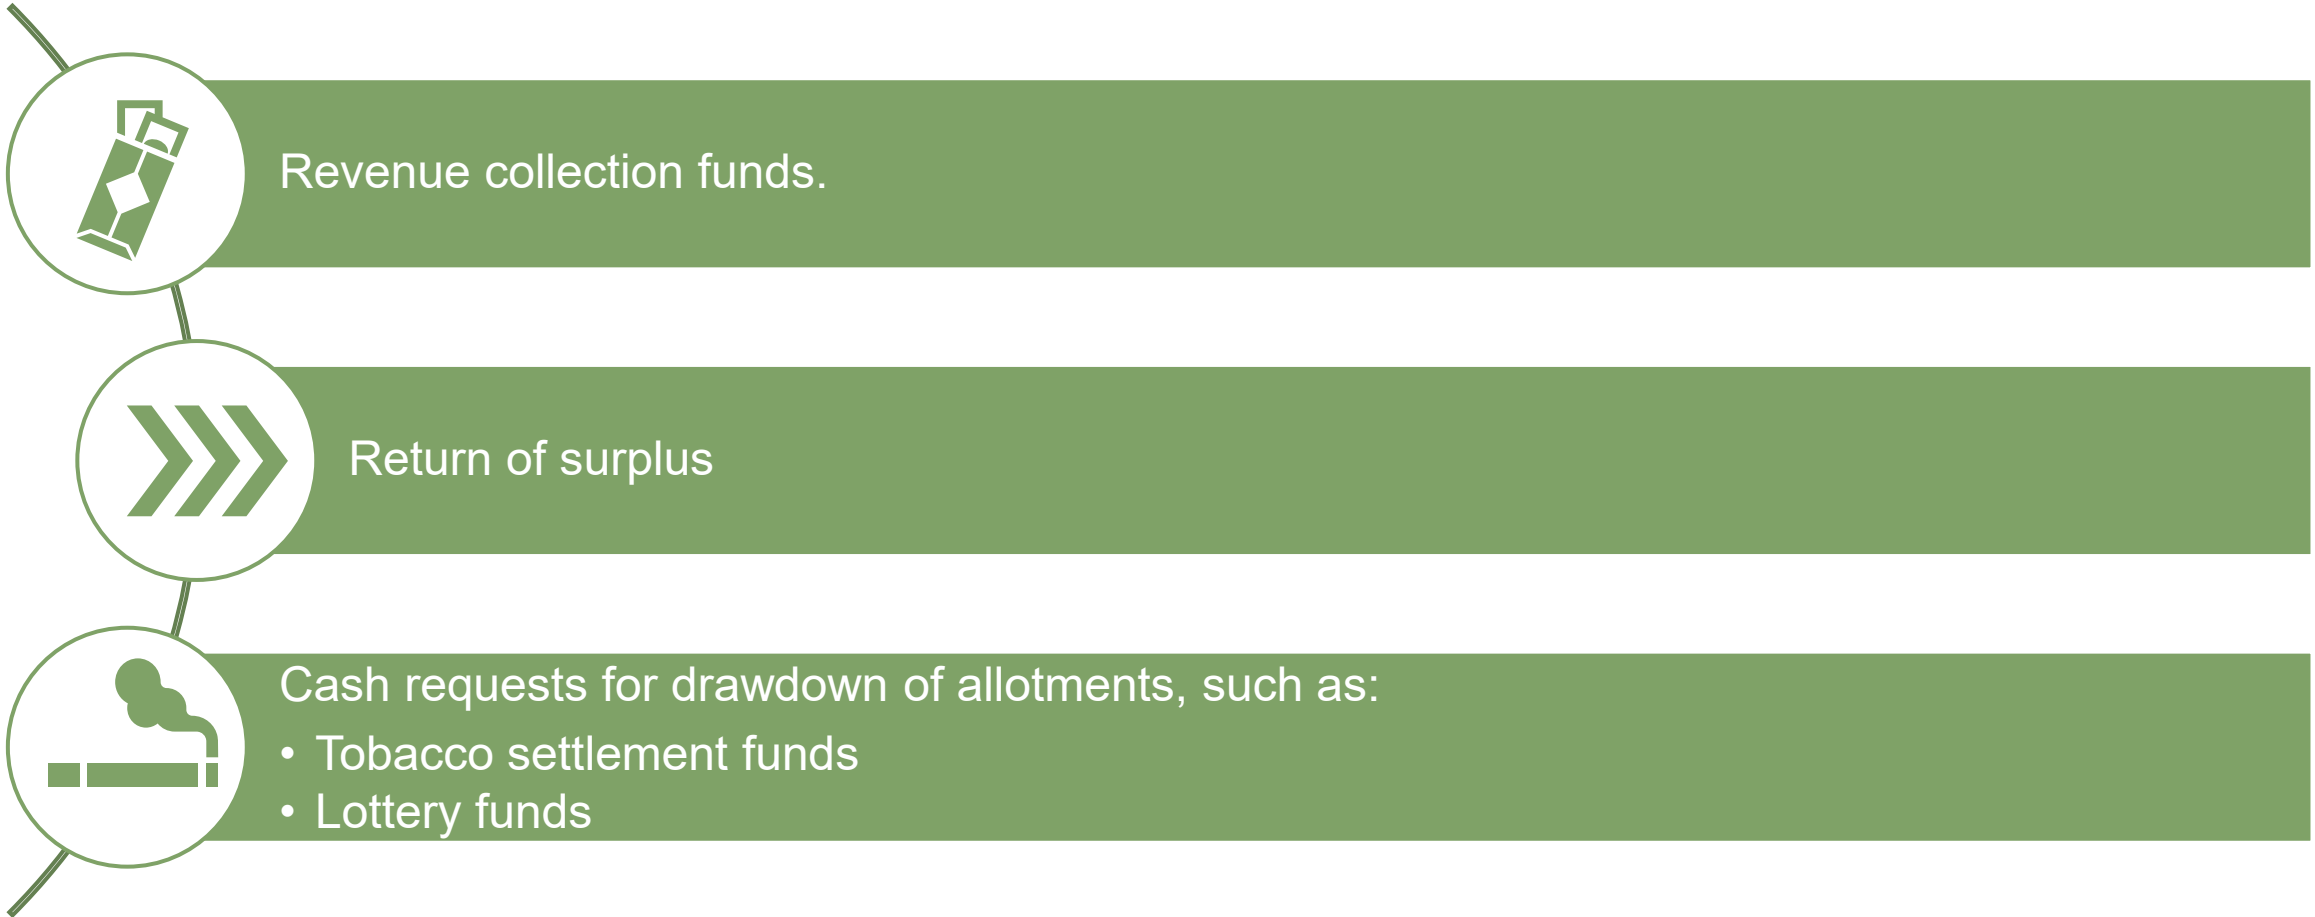 Revenue collection funds.
Return of surplus
Cash requests for drawdown of allotments, such as:
• Tobacco settlement funds
• Lottery funds